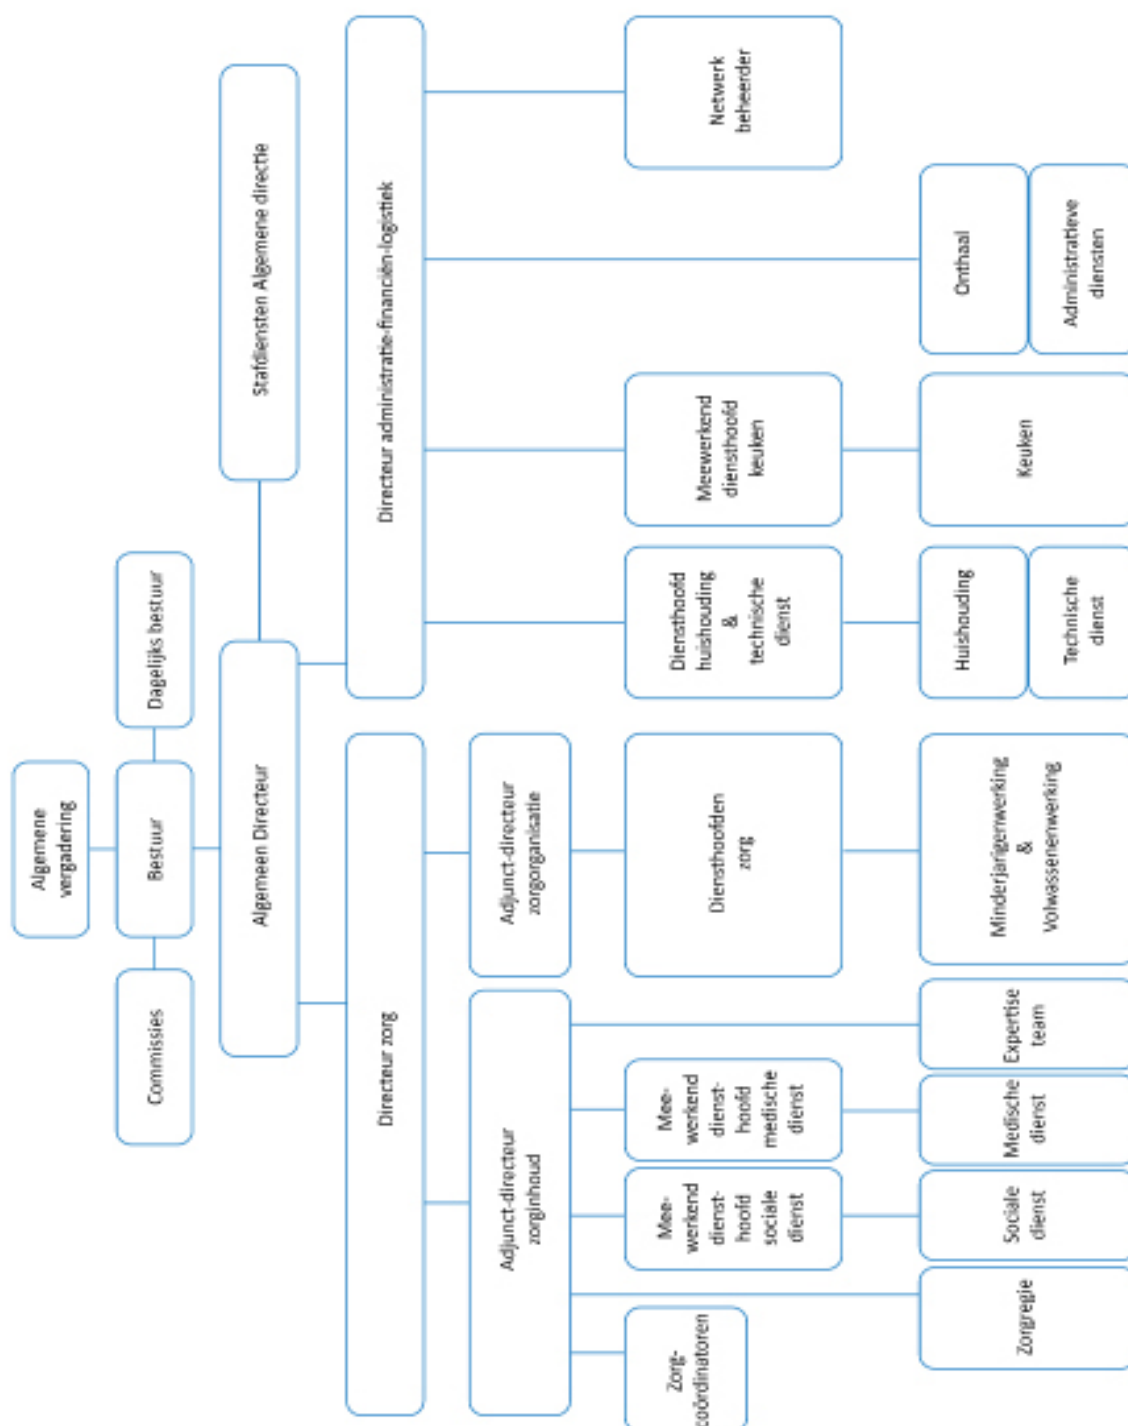 Algemene
vergadering
Commissies
Bestuur
Dagelijks bestuur
Algemeen Directeur
Stafdiensten Algemene directie
Directeur zorg
Directeur administratie-financiën-logistiek
Adjunct-directeur
zorginhoud
Adjunct-directeur
zorgorganisatie
Zorg-
coördinatoren
Mee-
werkend
dienst-
hoofd
sociale
dienst
Mee-
werkend
dienst-
hoofd
medische
dienst
Diensthoofden
zorg
Diensthoofd
huishouding
&
technische
dienst
Meewerkend
diensthoofd
keuken
Netwerk
beheerder
Zorgregie
Sociale
dienst
Medische
dienst
Expertise
team
Minderjarigenwerking
&
Volwassenenwerking
Huishouding
Technische
dienst
Keuken
Onthaal
Administratieve
diensten